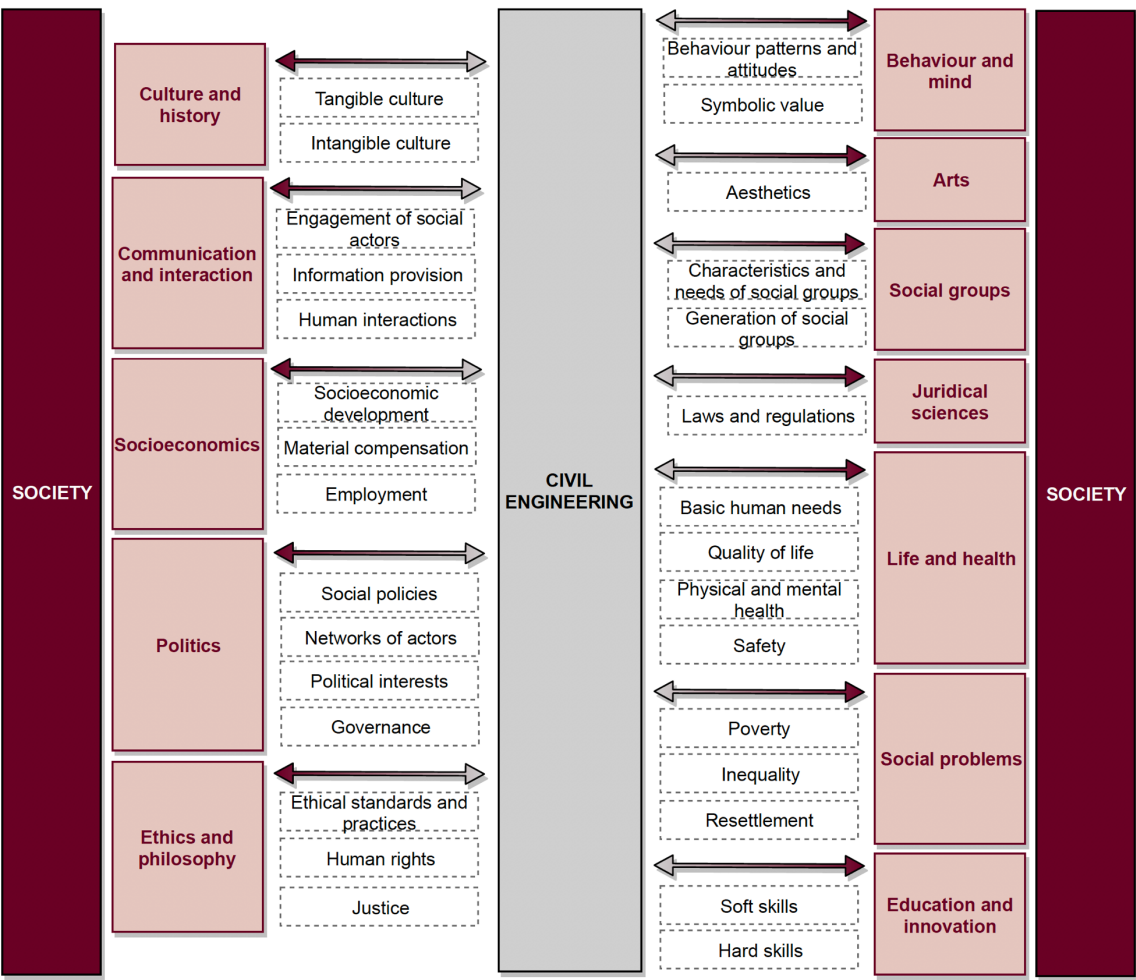 SOCIETY
Culture and
history
Tangible culture
Intangible culture
Communication
and interaction
Engagement of social
actors
Information provision
Human interactions
Socioeconomics
Socioeconomic
development
Material compensation
Employment
Politics
Social policies
Networks of actors
Political interests
Governance
Ethics and
philosophy
Ethical standards and
practices
Human rights
Justice
CIVIL
ENGINEERING
Behaviour patterns and
attitudes
Symbolic value
Behaviour and
mind
Aesthetics
Arts
Characteristics and
needs of social groups
Generation of social
groups
Social groups
Laws and regulations
Juridical
sciences
Basic human needs
Quality of life
Physical and mental
health
Safety
Life and health
Poverty
Inequality
Resettlement
Social problems
Soft skills
Hard skills
Education and
innovation
SOCIETY